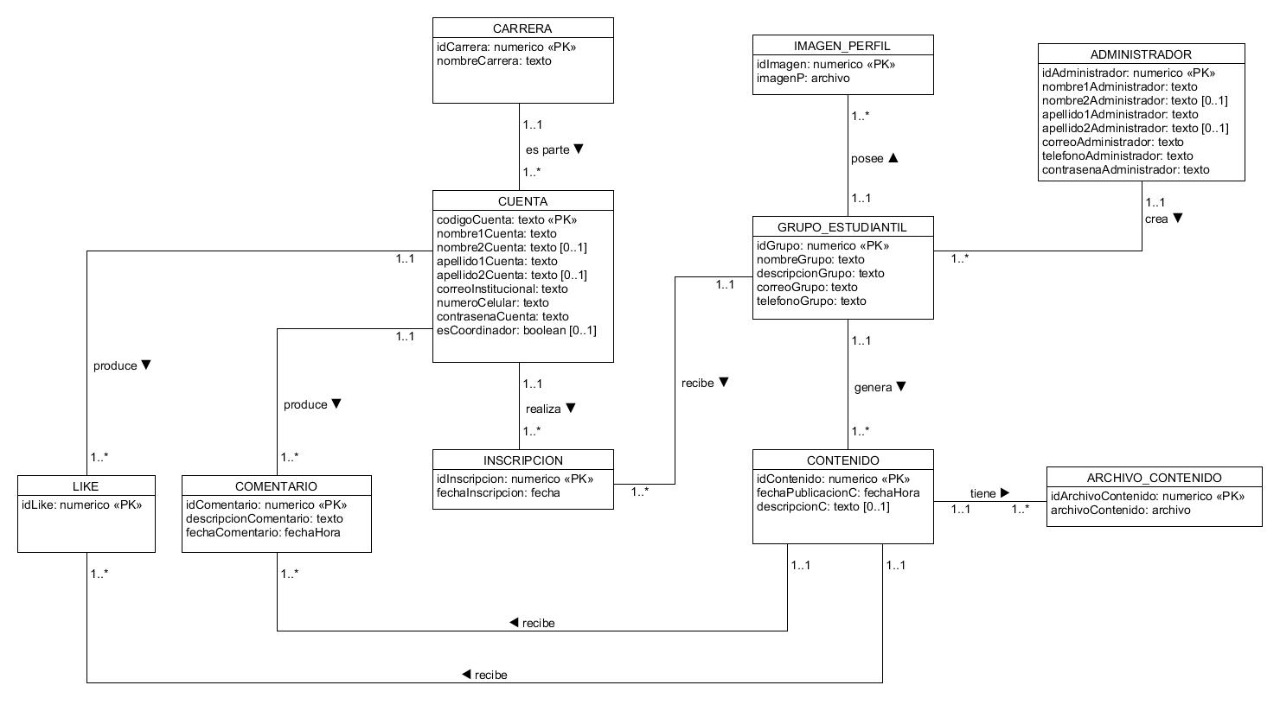 CARRERA
idCarrera: numerico «PK»
nombreCarrera: texto
IMAGEN_PERFIL
idImagen: numerico «PK»
imagenP: archivo
ADMINISTRADOR
idAdministrador: numerico «PK»
nombre1Administrador: texto
nombre2Administrador: texto [0..1]
apellido1Administrador: texto
apellido2Administrador: texto [0..1]
correoAdministrador: texto
telefonoAdministrador: texto
contrasenaAdministrador: texto
1..1
es parte ▼
1..*
1..*
posee ▲
1..1
1..1
crea ▼
1..*
CUENTA
codigoCuenta: texto «PK»
nombre1Cuenta: texto
nombre2Cuenta: texto [0..1]
apellido1Cuenta: texto
apellido2Cuenta: texto [0..1]
correoInstitucional: texto
numeroCelular: texto
contrasenaCuenta: texto
esCoordinador: boolean [0..1]
GRUPO_ESTUDIANTIL
idGrupo: numerico «PK»
nombreGrupo: texto
descripcionGrupo: texto
correoGrupo: texto
telefonoGrupo: texto
1..1
produce ▼
1..*
1..1
produce ▼
1..*
1..1
realiza ▼
1..*
1..1
recibe ▼
1..*
1..1
genera ▼
1..*
LIKE
idLike: numerico «PK»
COMENTARIO
idComentario: numerico «PK»
descripcionComentario: texto
fechaComentario: fechaHora
INSCRIPCION
idInscripcion: numerico «PK»
fechaInscripcion: fecha
CONTENIDO
idContenido: numerico «PK»
fechaPublicacionC: fechaHora
descripcionC: texto [0..1]
tiene ▶
1..1
1..*
ARCHIVO_CONTENIDO
idArchivoContenido: numerico «PK»
archivoContenido: archivo
1..*
1..*
1..1
1..1
◀ recibe
◀ recibe